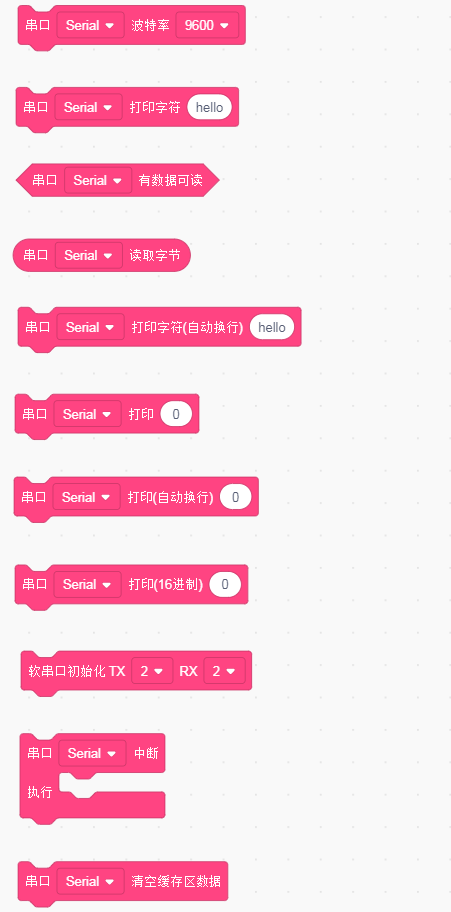 串口 Serial 波特率 9600
串口 Serial 打印字符 hello
串口 Serial 有数据可读
串口 Serial 读取字节
串口 Serial 打印字符(自动换行) hello
串口 Serial 打印 0
串口 Serial 打印(自动换行) 0
串口 Serial 打印(16进制) 0
软串口初始化 TX 2 RX 2
串口 Serial 中断
执行
串口 Serial 清空缓存区数据